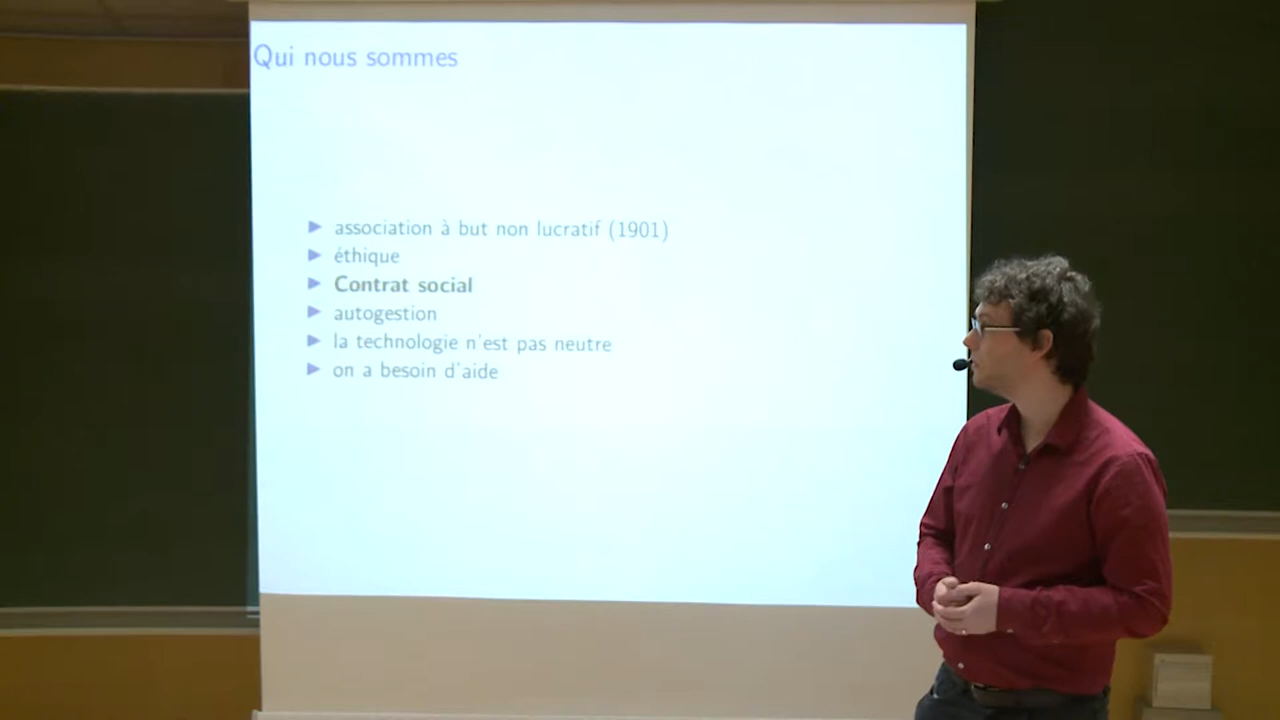 Qui nous sommes
▶ association à but non lucratif (1901)
▶ éthique
▶ Contrat social
▶ autogestion
▶ la technologie n'est pas neutre
▶ on a besoin d'aide